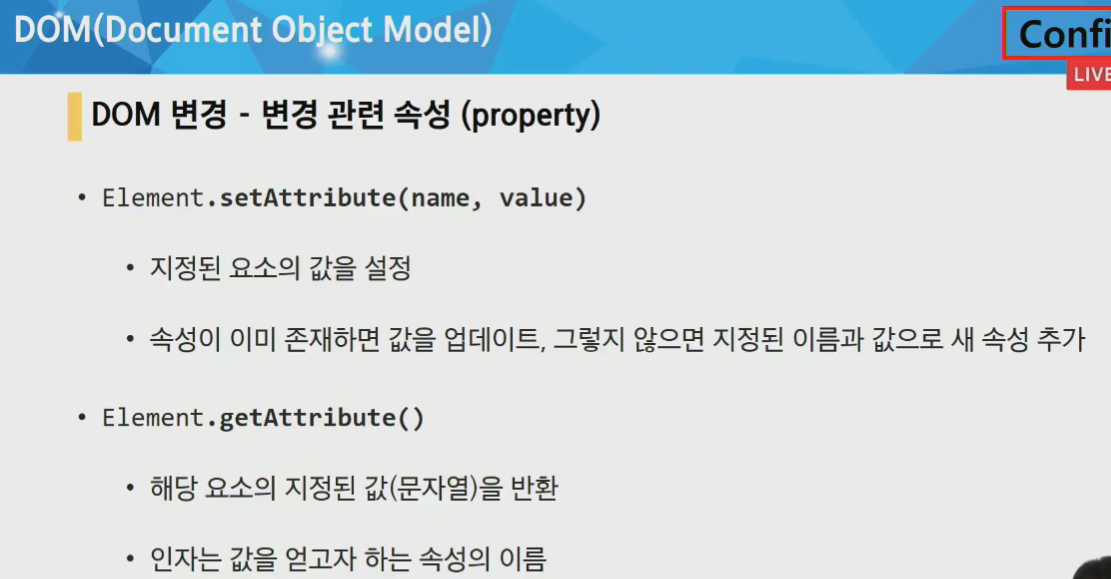 DOM(Document Object Model)
Confi
LIVE
DOM 변경 - 변경 관련 속성 (property)
• Element.setAttribute(name, value)
• 지정된 요소의 값을 설정
• 속성이 이미 존재하면 값을 업데이트, 그렇지 않으면 지정된 이름과 값으로 새 속성 추가
• Element.getAttribute()
• 해당 요소의 지정된 값(문자열)을 반환
• 인자는 값을 얻고자 하는 속성의 이름